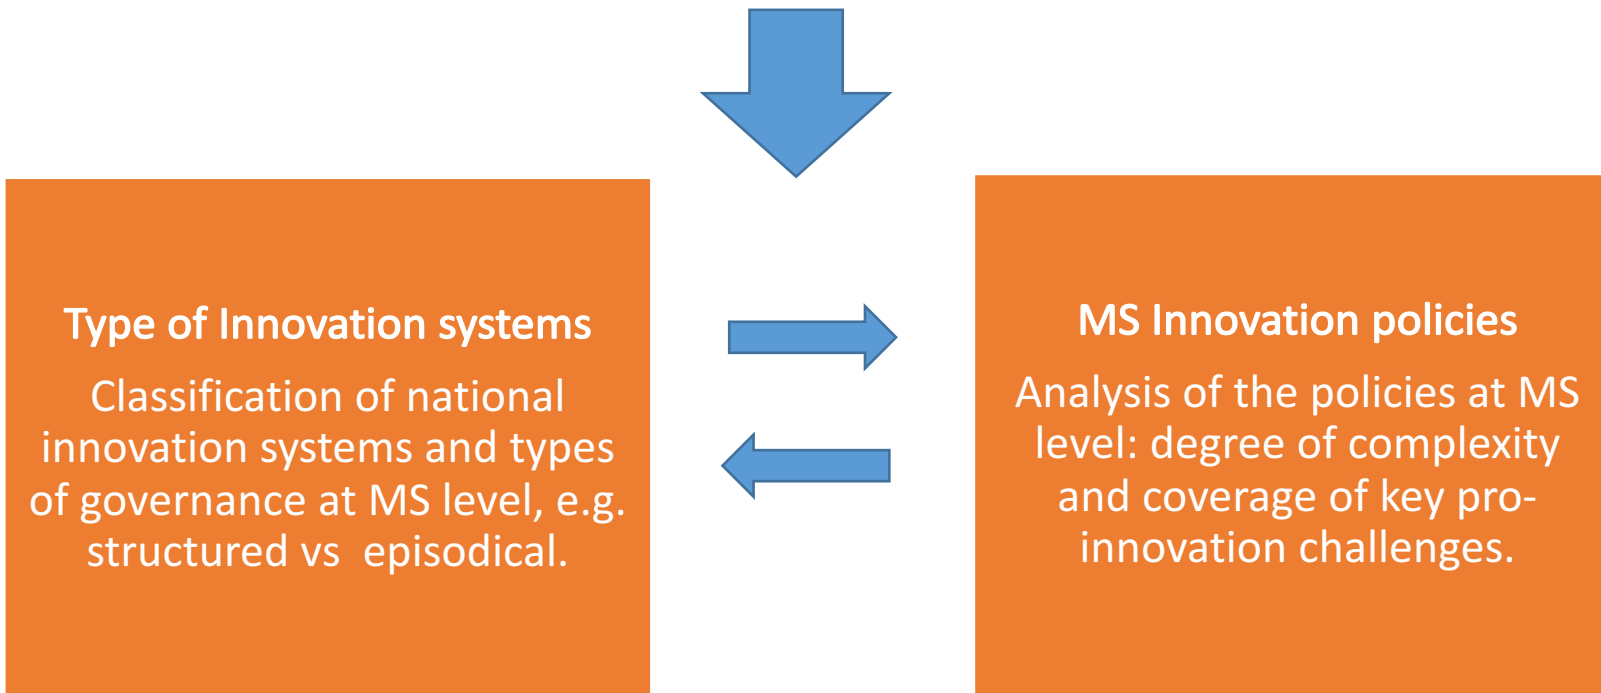 Type of Innovation systems
Classification of national
innovation systems and types
of governance at MS level, e.g.
structured vs  episodical.
MS Innovation policies
Analysis of the policies at MS
level: degree of complexity
and coverage of key pro-
innovation challenges.